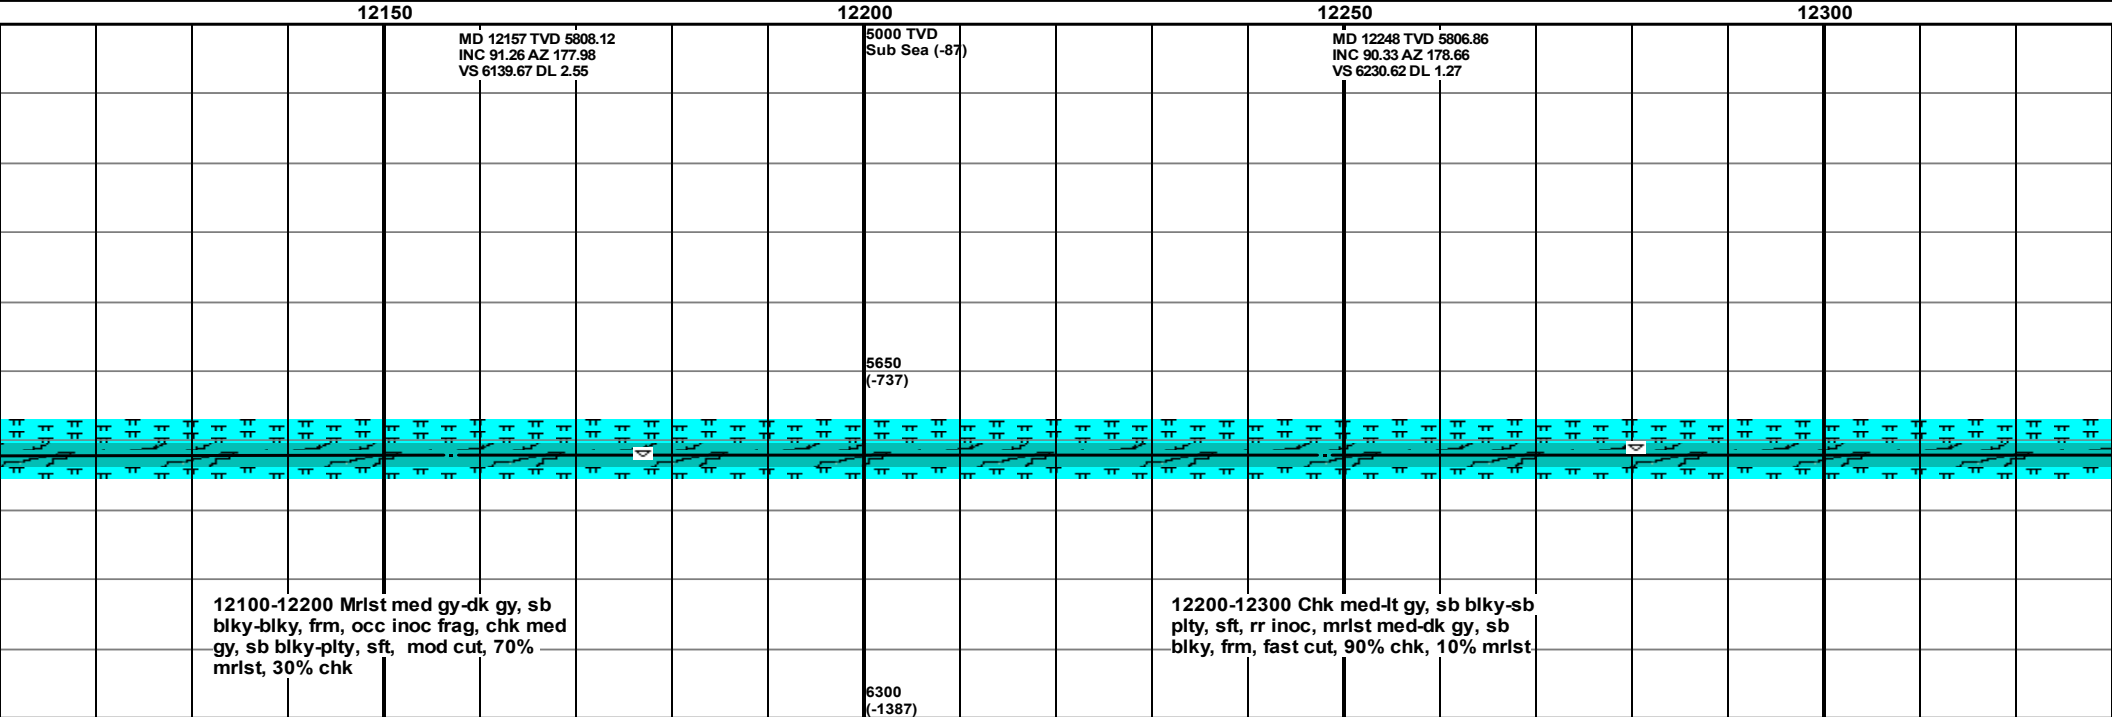 12150 12200 12250 12300
MD 12157 TVD 5808.12
INC 91.26 AZ 177.98
VS 6139.67 DL 2.55
5000 TVD
Sub Sea (-87)
MD 12248 TVD 5806.86
INC 90.33 AZ 178.66
VS 6230.62 DL 1.27
5650
(-737)
12100-12200 Mrlst med gy-dk gy, sb
blky-blky, frm, occ inoc frag, chk med
gy, sb blky-plty, sft, mod cut, 70%
mrlst, 30% chk
12200-12300 Chk med-lt gy, sb blky-sb
plty, sft, rr inoc, mrlst med-dk gy, sb
blky, frm, fast cut, 90% chk, 10% mrlst
6300
(-1387)